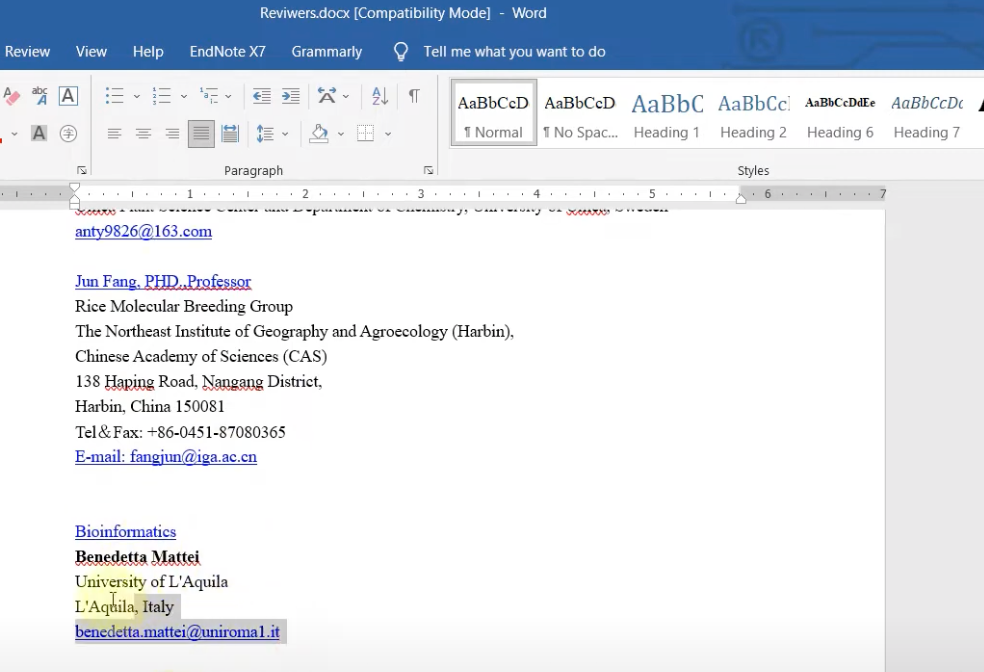 Reviwers.docx [Compatibility Mode] - Word
Review View Help EndNote X7 Grammarly Tell me what you want to do
AaBbCcD AaBbCcD AaBbC AaBbCc AaBbCcDdEe AaBbCcDc
¶ Normal ¶ No Spac... Heading 1 Heading 2 Heading 6 Heading 7
Paragraph Styles
1 2 3 4 5 6 7
Plant Science Center and Department of Chemistry, University of Sweden
anty9826@163.com
Jun Fang, PHD.,Professor
Rice Molecular Breeding Group
The Northeast Institute of Geography and Agroecology (Harbin),
Chinese Academy of Sciences (CAS)
138 Haping Road, Nangang District,
Harbin, China 150081
Tel＆Fax: +86-0451-87080365
E-mail: fangjun@iga.ac.cn
Bioinformatics
Benedetta Mattei
University of L'Aquila
L'Aquila, Italy
benedetta.mattei@uniroma1.it